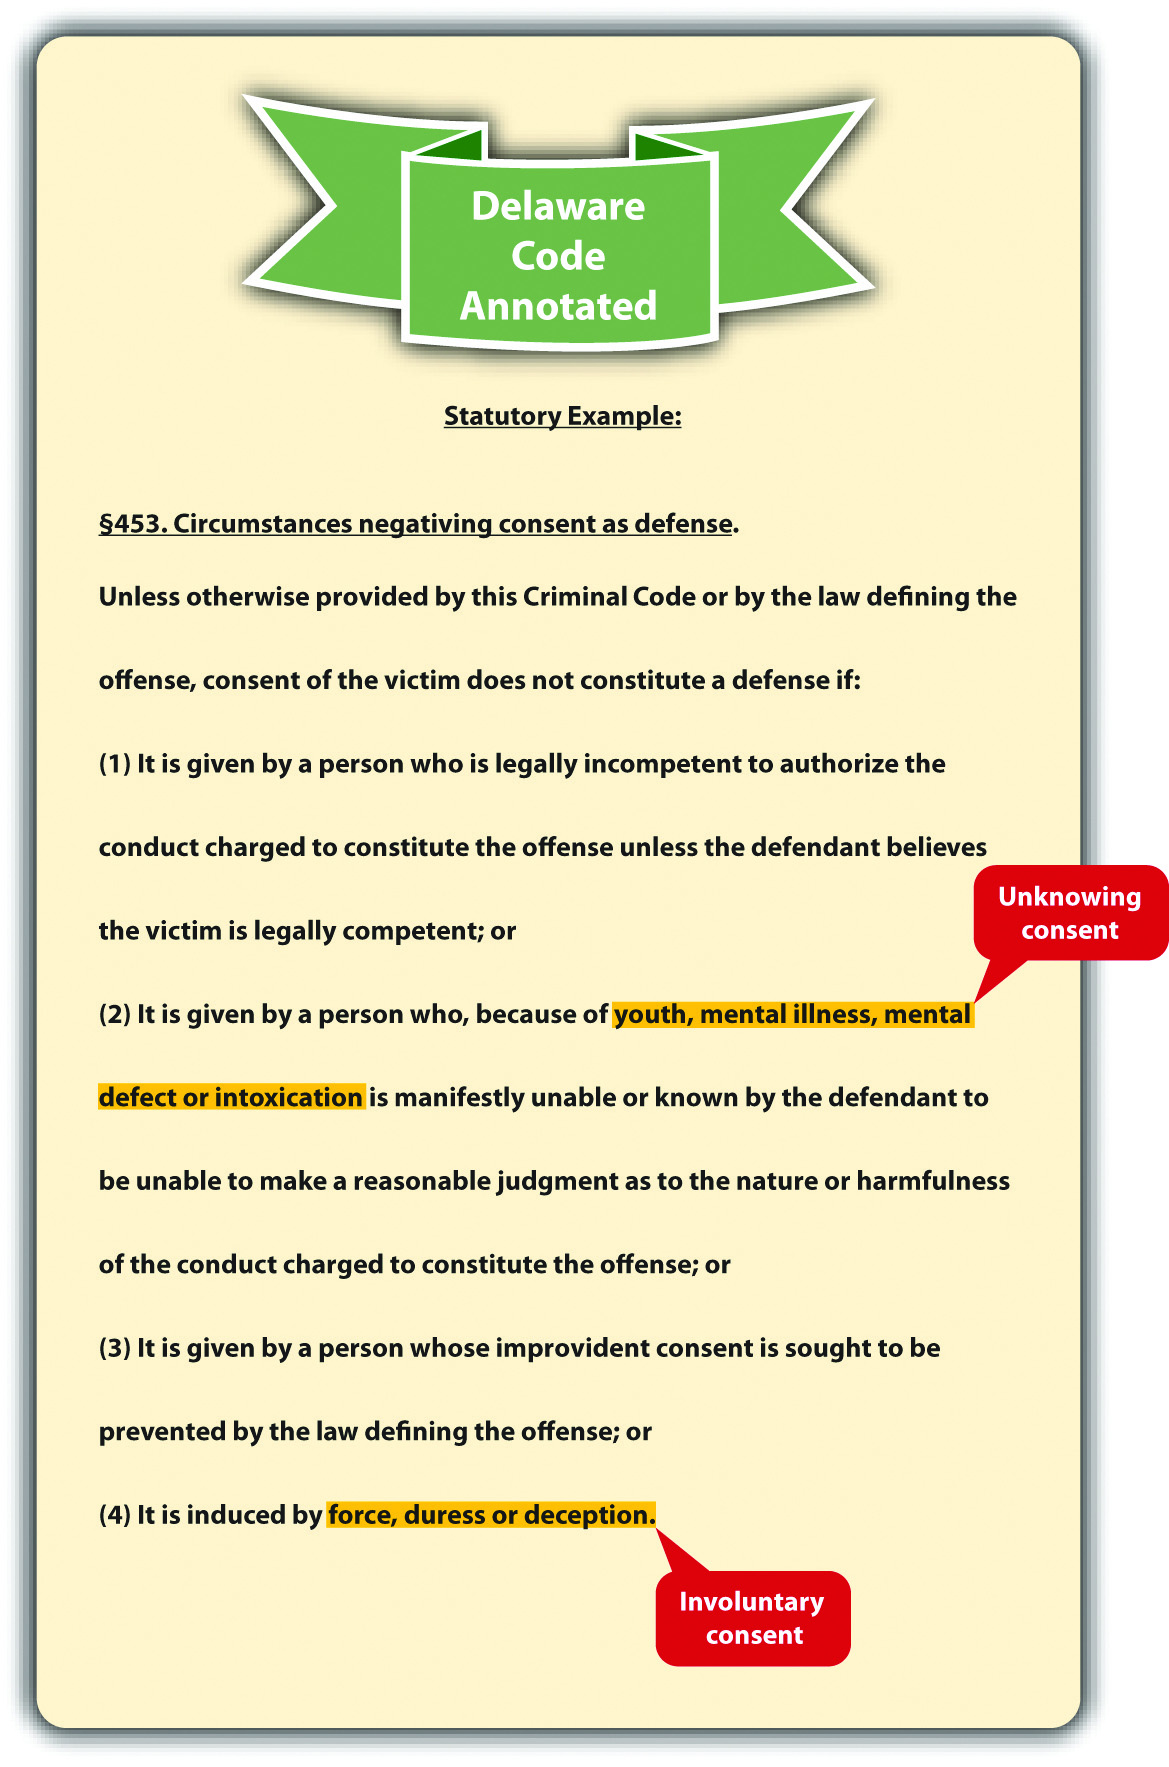 Delaware
Code
Annotated
Statutory Example:
§453. Circumstances negativing consent as defense.
Unless otherwise provided by this Criminal Code or by the law defining the
offense, consent of the victim does not constitute a defense if:
(1) It is given by a person who is legally incompetent to authorize the
conduct charged to constitute the offense unless the defendant believes
the victim is legally competent; or
Unknowing
consent
(2) It is given by a person who, because of youth, mental illness, mental
defect or intoxication is manifestly unable or known by the defendant to
be unable to make a reasonable judgment as to the nature or harmfulness
of the conduct charged to constitute the offense; or
(3) It is given by a person whose improvident consent is sought to be
prevented by the law defining the offense; or
(4) It is induced by force, duress or deception.
Involuntary
consent